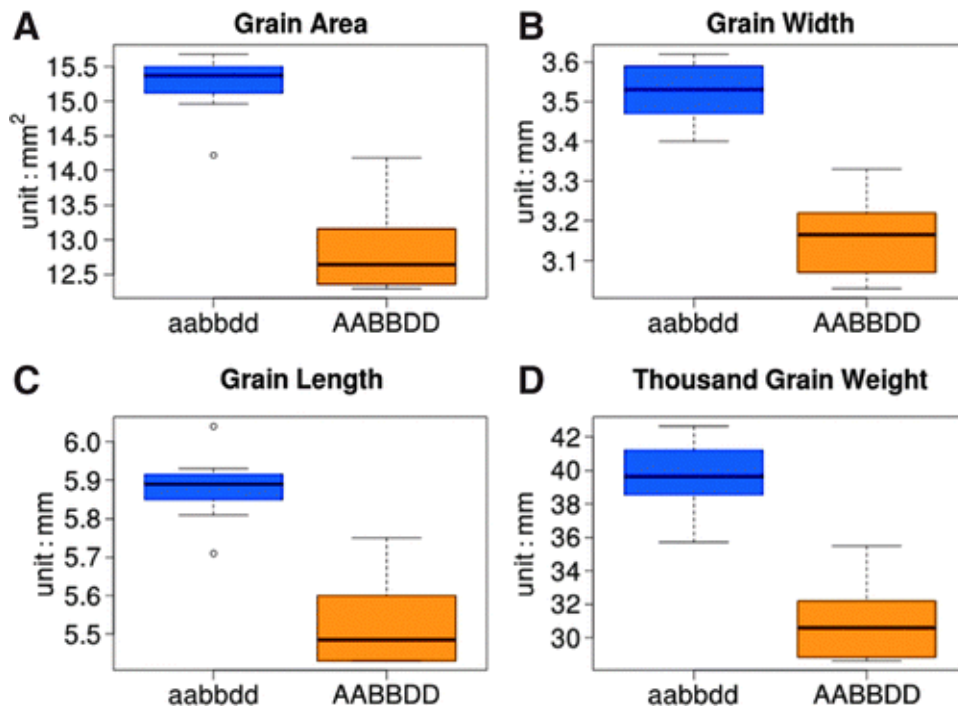 A Grain Area
unit : mm²
15.5
15.0
14.5
14.0
13.5
13.0
12.5
aabbdd AABBDD
B Grain Width
unit : mm
3.6
3.5
3.4
3.3
3.2
3.1
aabbdd AABBDD
C Grain Length
unit : mm
6.0
5.9
5.8
5.7
5.6
5.5
aabbdd AABBDD
D Thousand Grain Weight
unit : mm
42
40
38
36
34
32
30
aabbdd AABBDD